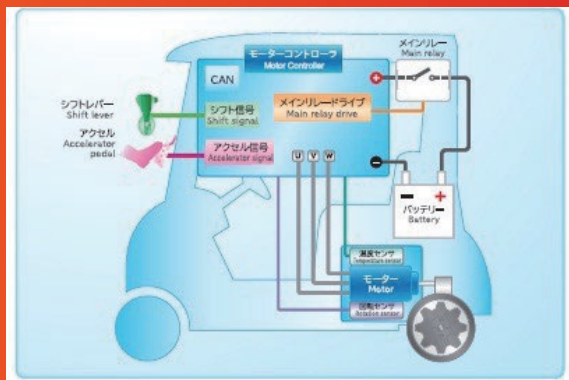 モーターコントローラ
Motor Controller
メインリレー
Main relay
CAN
シフトレバー
Shift lever
シフト信号
Shift signal
メインリレードライブ
Main relay drive
アクセル
Accelerator
pedal
アクセル信号
Accelerator signal
U V W
+
−
− +
バッテリー
Battery
温度センサ
Temperature sensor
モーター
Motor
回転センサ
Rotation sensor